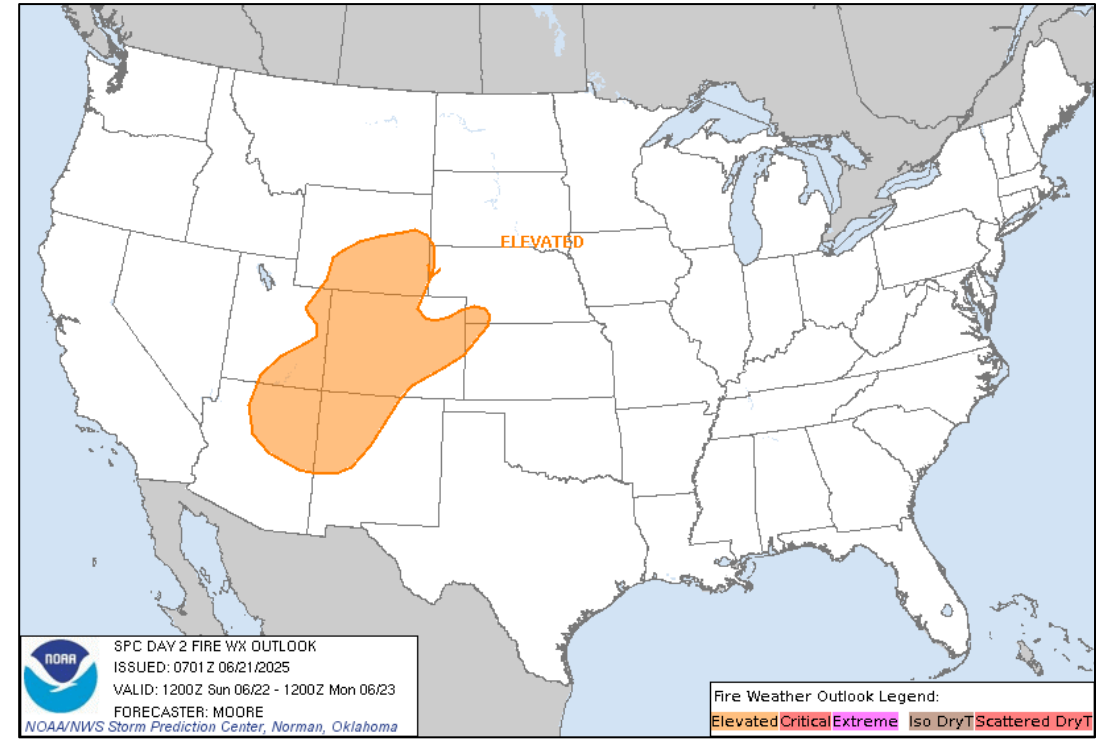 ELEVATED
NOAA
SPC DAY 2 FIRE WX OUTLOOK
ISSUED: 0701Z 06/21/2025
VALID: 1200Z Sun 06/22 - 1200Z Mon 06/23
FORECASTER: MOORE
NOAA/NWS Storm Prediction Center, Norman, Oklahoma
Fire Weather Outlook Legend:
Elevated Critical Extreme Iso DryT Scattered DryT